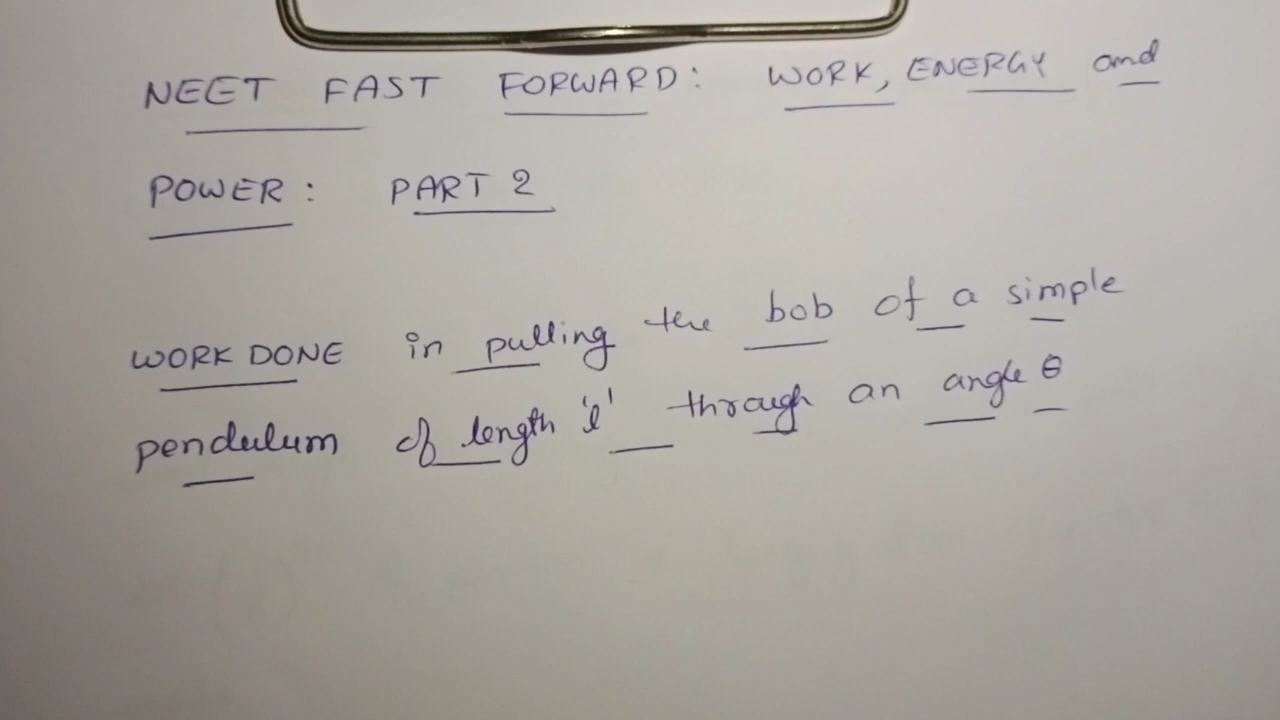 NEET FAST FORWARD: WORK, ENERGY and
POWER: PART 2
WORK DONE in pulling the bob of a simple
pendulum of length 'l' through an angle θ